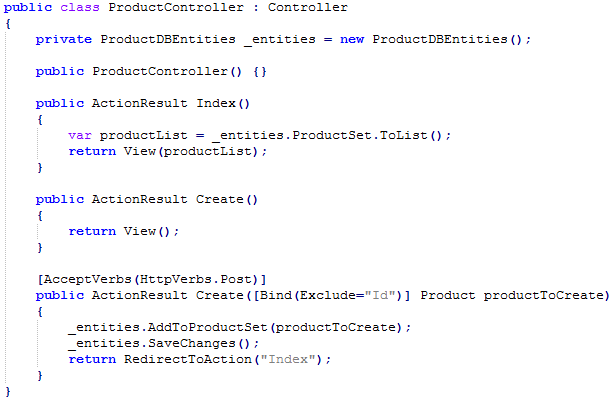 public class ProductController : Controller
{
    private ProductDBEntities _entities = new ProductDBEntities();

    public ProductController() {}

    public ActionResult Index()
    {
        var productList = _entities.ProductSet.ToList();
        return View(productList);
    }

    public ActionResult Create()
    {
        return View();
    }

    [AcceptVerbs(HttpVerbs.Post)]
    public ActionResult Create([Bind(Exclude="Id")] Product productToCreate)
    {
        _entities.AddToProductSet(productToCreate);
        _entities.SaveChanges();
        return RedirectToAction("Index");
    }
}